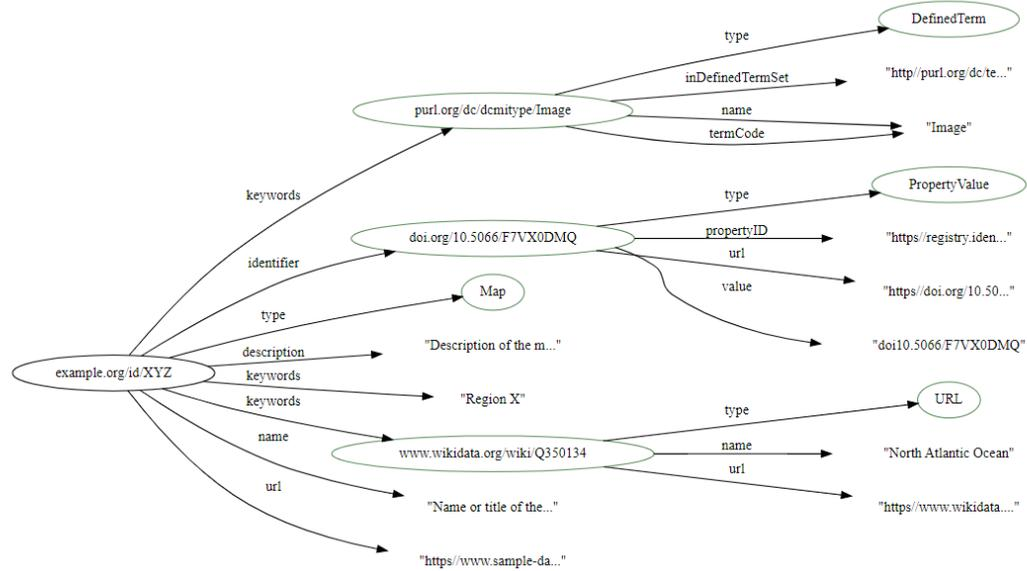 DefinedTerm
type
"http//purl.org/dc/te..."
inDefinedTermSet
purl.org/dc/dcmitype/Image
name
"Image"
termCode
keywords
PropertyValue
type
doi.org/10.5066/F7VX0DMQ
propertyID
"https//registry.iden..."
url
identifier
value
"https//doi.org/10.50..."
Map
type
"Description of the m..."
"doi10.5066/F7VX0DMQ"
description
example.org/id/XYZ
keywords
"Region X"
URL
keywords
type
name
www.wikidata.org/wiki/Q350134
name
"North Atlantic Ocean"
url
url
"Name or title of the..."
"https//www.wikidata...."
"https//www.sample-da..."